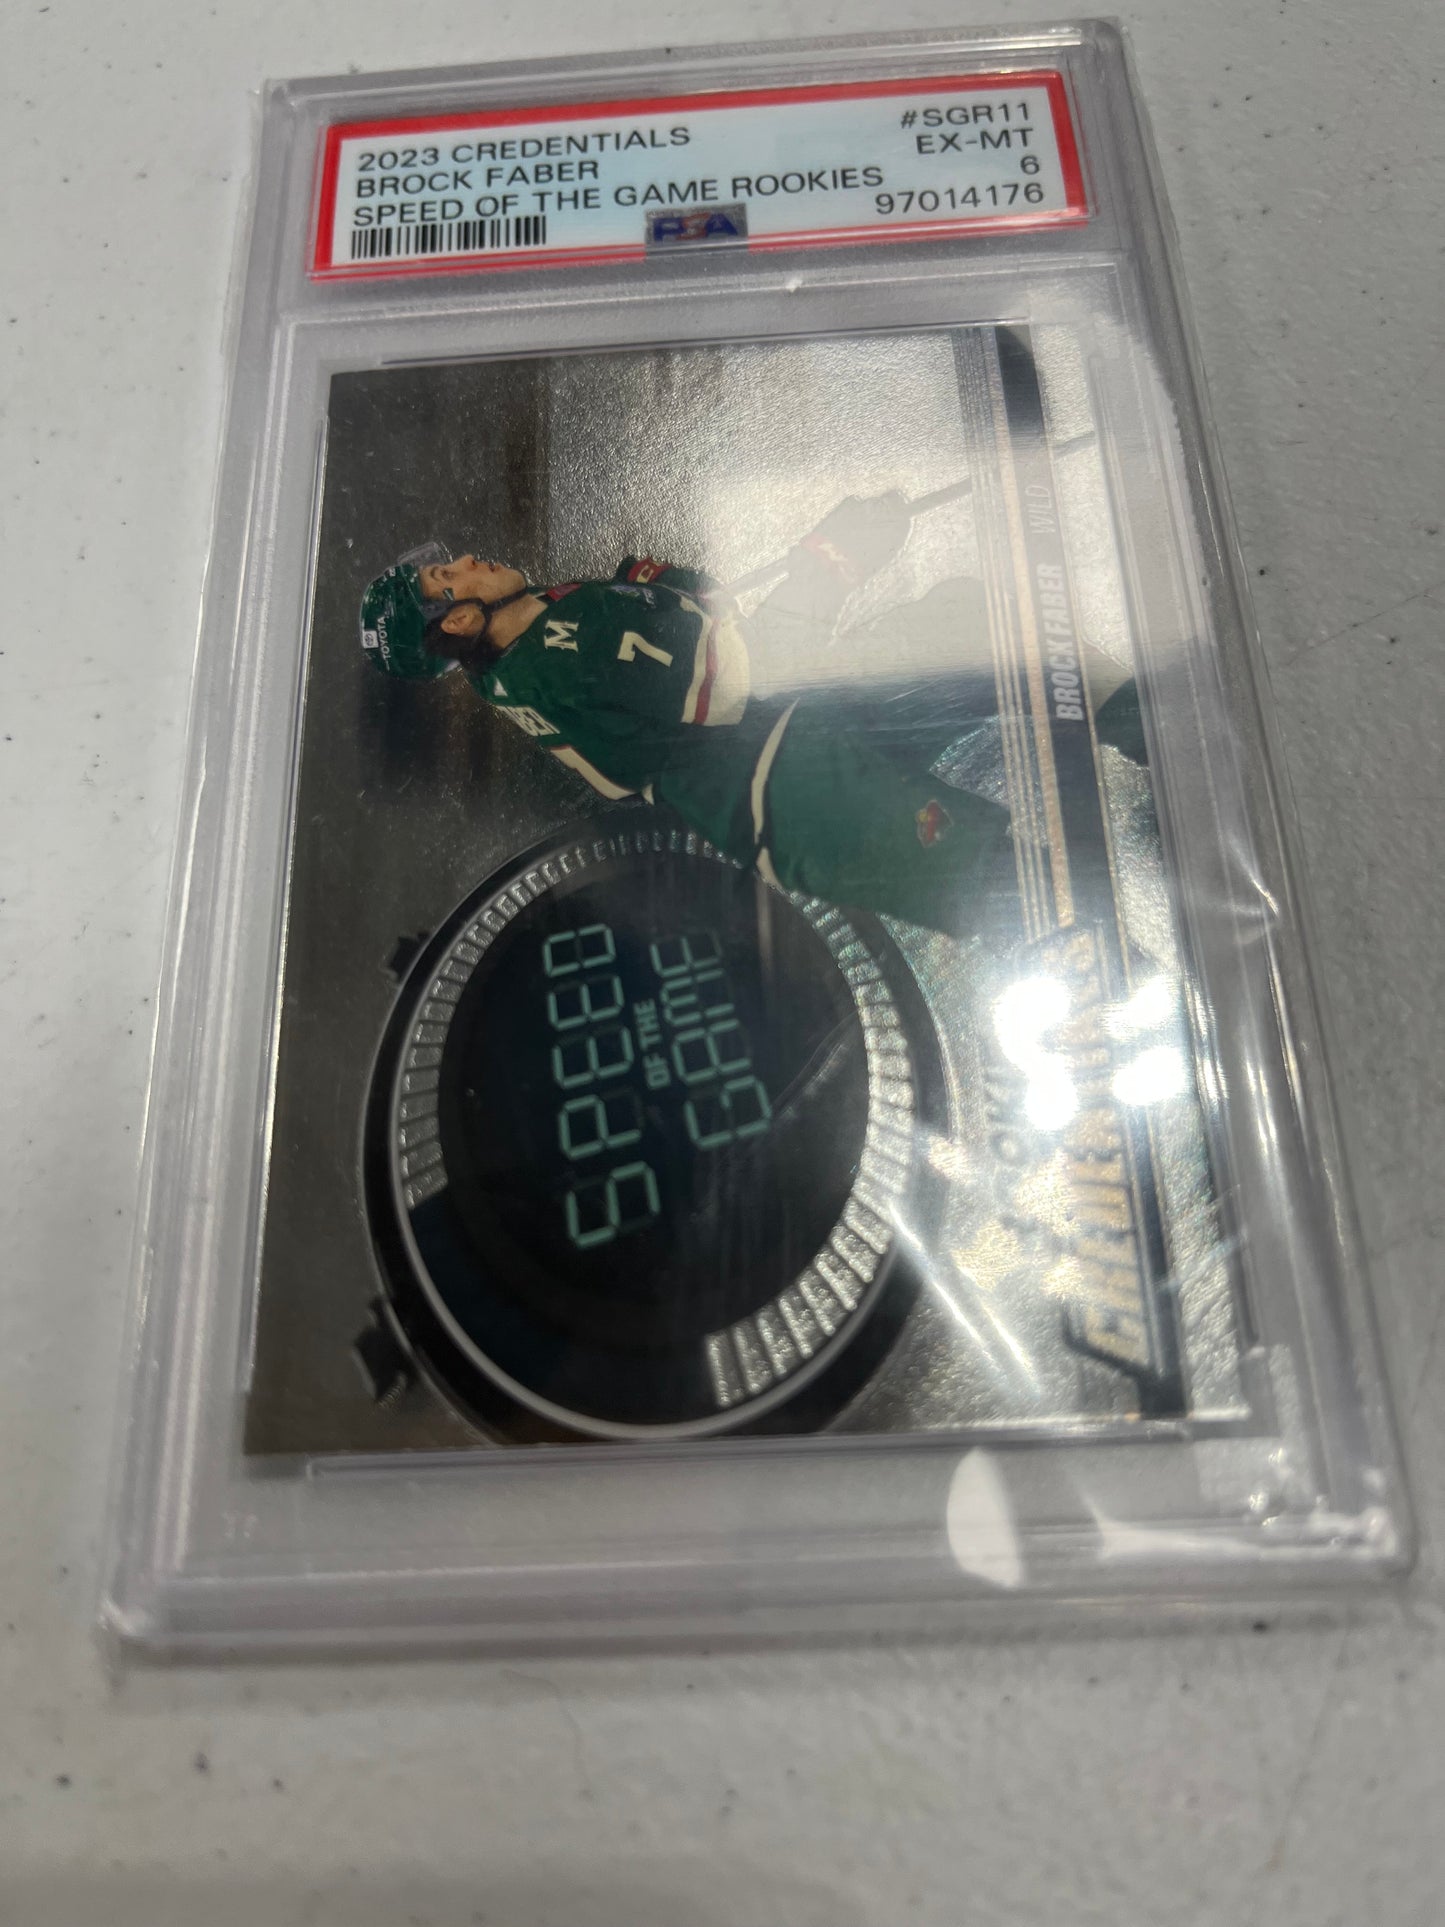 2023 CREDENTIALS
BROCK FABER
SPEED OF THE GAME ROOKIES
#SGR11
EX-MT
6
97014176
PSA
TOYOTA
M
7
SPEED
OF THE
GAME
BROCK FABER WILD
CREDENTIALS